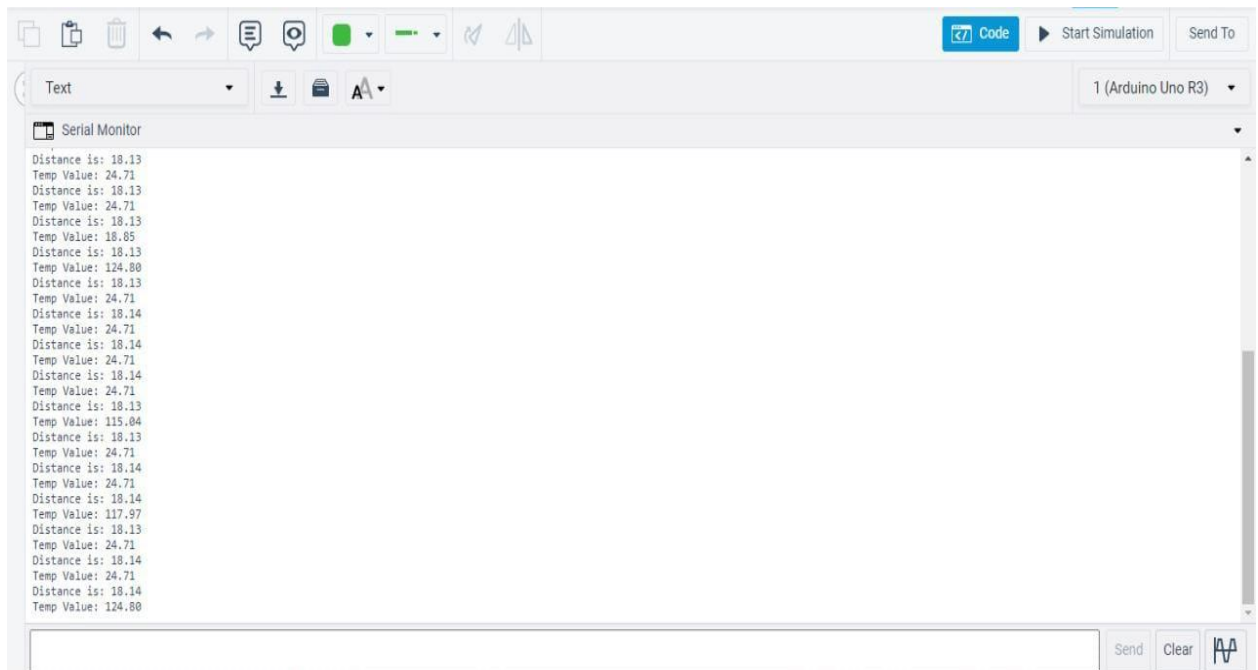 Code
Start Simulation
Send To
Text
AA
1 (Arduino Uno R3)
Serial Monitor
Distance is: 18.13
Temp Value: 24.71
Distance is: 18.13
Temp Value: 24.71
Distance is: 18.13
Temp Value: 18.85
Distance is: 18.13
Temp Value: 124.80
Distance is: 18.13
Temp Value: 24.71
Distance is: 18.14
Temp Value: 24.71
Distance is: 18.14
Temp Value: 24.71
Distance is: 18.14
Temp Value: 24.71
Distance is: 18.13
Temp Value: 115.04
Distance is: 18.13
Temp Value: 24.71
Distance is: 18.14
Temp Value: 24.71
Distance is: 18.14
Temp Value: 117.97
Distance is: 18.13
Temp Value: 24.71
Distance is: 18.14
Temp Value: 24.71
Distance is: 18.14
Temp Value: 124.80
Send
Clear